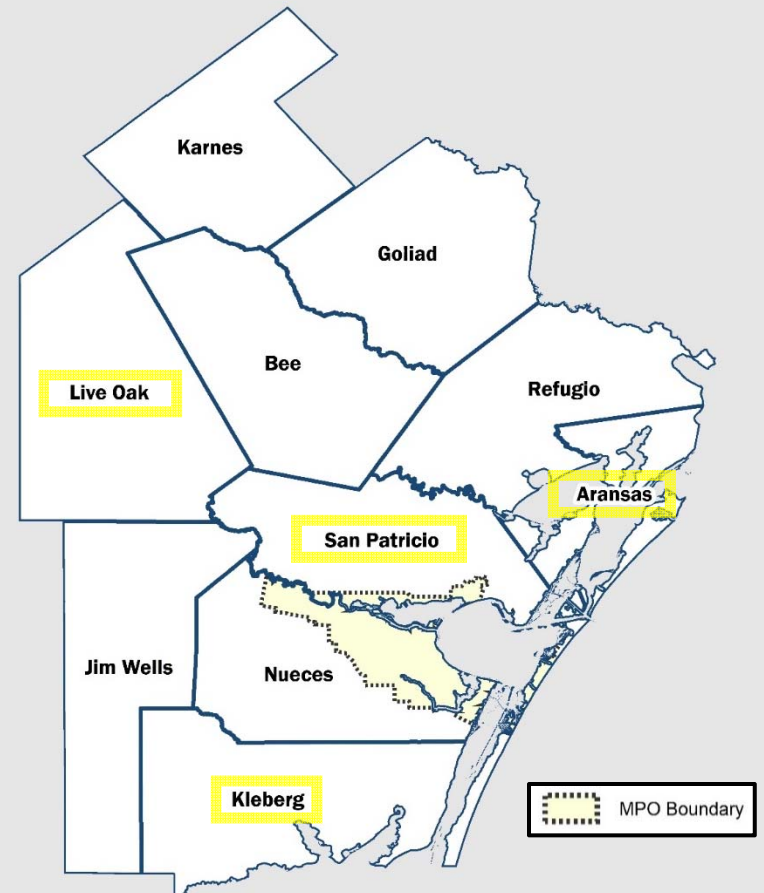 Karnes
Goliad
Bee
Live Oak
Refugio
Aransas
San Patricio
Jim Wells
Nueces
Kleberg
MPO Boundary